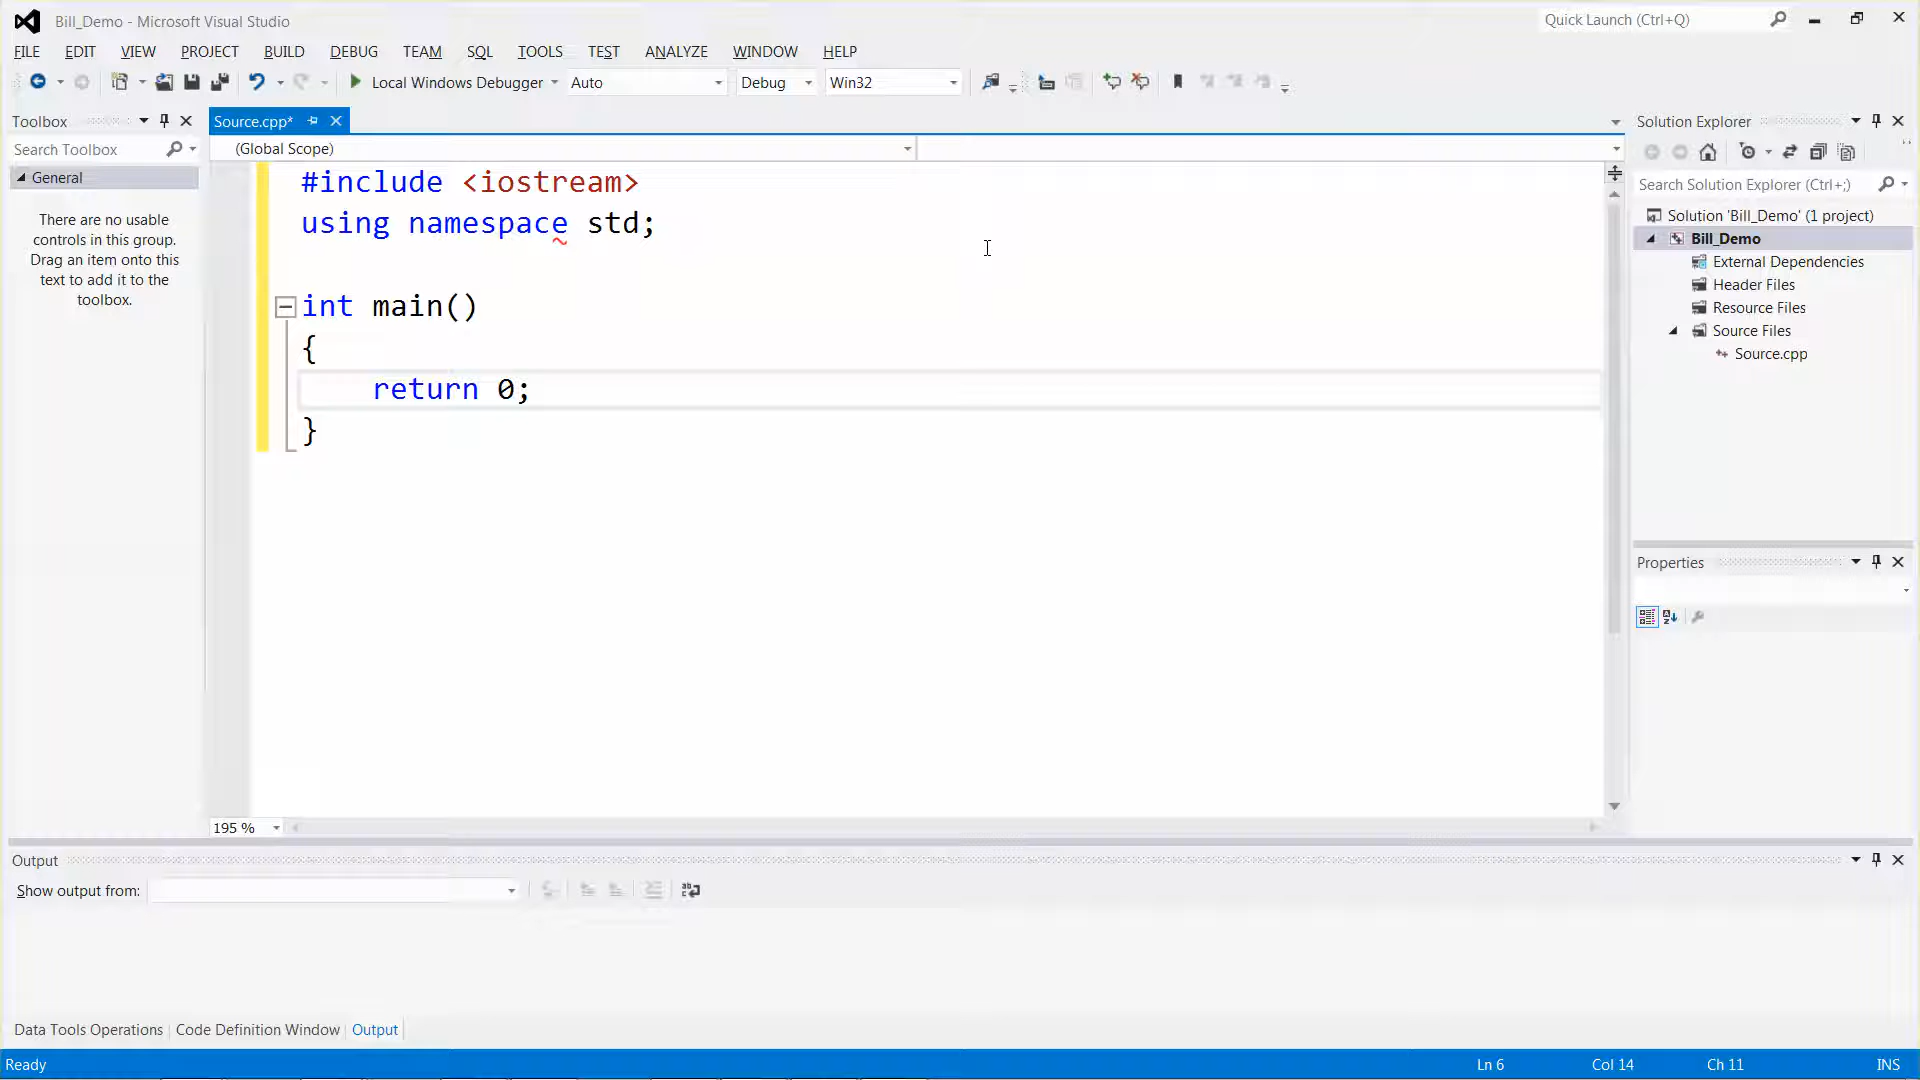 Bill_Demo - Microsoft Visual Studio
Quick Launch (Ctrl+Q)
FILE EDIT VIEW PROJECT BUILD DEBUG TEAM SQL TOOLS TEST ANALYZE WINDOW HELP
Local Windows Debugger Auto Debug Win32
Toolbox
Search Toolbox
General
There are no usable
controls in this group.
Drag an item onto this
text to add it to the
toolbox.
Source.cpp*
(Global Scope)
#include <iostream>
using namespace std;
int main()
{
return 0;
}
195 %
Solution Explorer
Search Solution Explorer (Ctrl+;)
Solution 'Bill_Demo' (1 project)
Bill_Demo
External Dependencies
Header Files
Resource Files
Source Files
Source.cpp
Properties
Output
Show output from:
Data Tools Operations Code Definition Window Output
Ready Ln 6 Col 14 Ch 11 INS